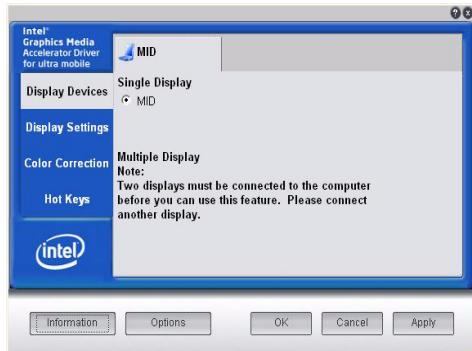 Intel®
Graphics Media
Accelerator Driver
for ultra mobile
MID
Display Devices
Single Display
MID
Display Settings
Color Correction
Multiple Display
Note:
Two displays must be connected to the computer
before you can use this feature. Please connect
another display.
Hot Keys
intel
Information
Options
OK
Cancel
Apply